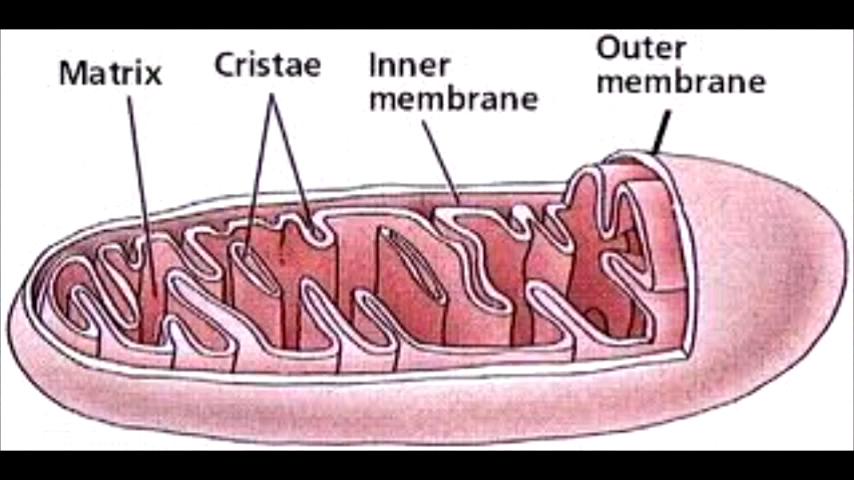 Matrix
Cristae
Inner
membrane
Outer
membrane